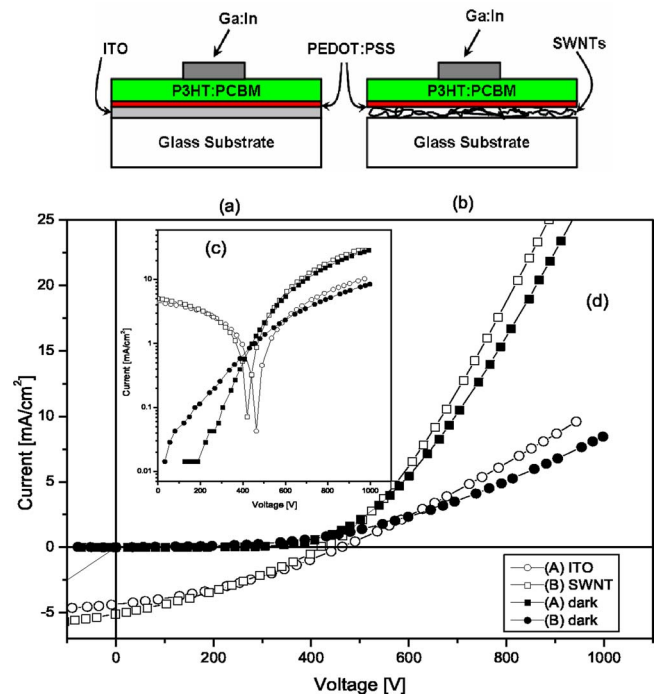 Ga:In
Ga:In
ITO
PEDOT:PSS
SWNTs
P3HT:PCBM
P3HT:PCBM
Glass Substrate
Glass Substrate
(a)
(b)
25
20
15
10
5
0
-5
Current [mA/cm²]
(c)
10
1
0.1
0.01
Current [mA/cm²]
0
200
400
600
800
1000
Voltage [V]
(d)
(A) ITO
(B) SWNT
(A) dark
(B) dark
0
200
400
600
800
1000
Voltage [V]